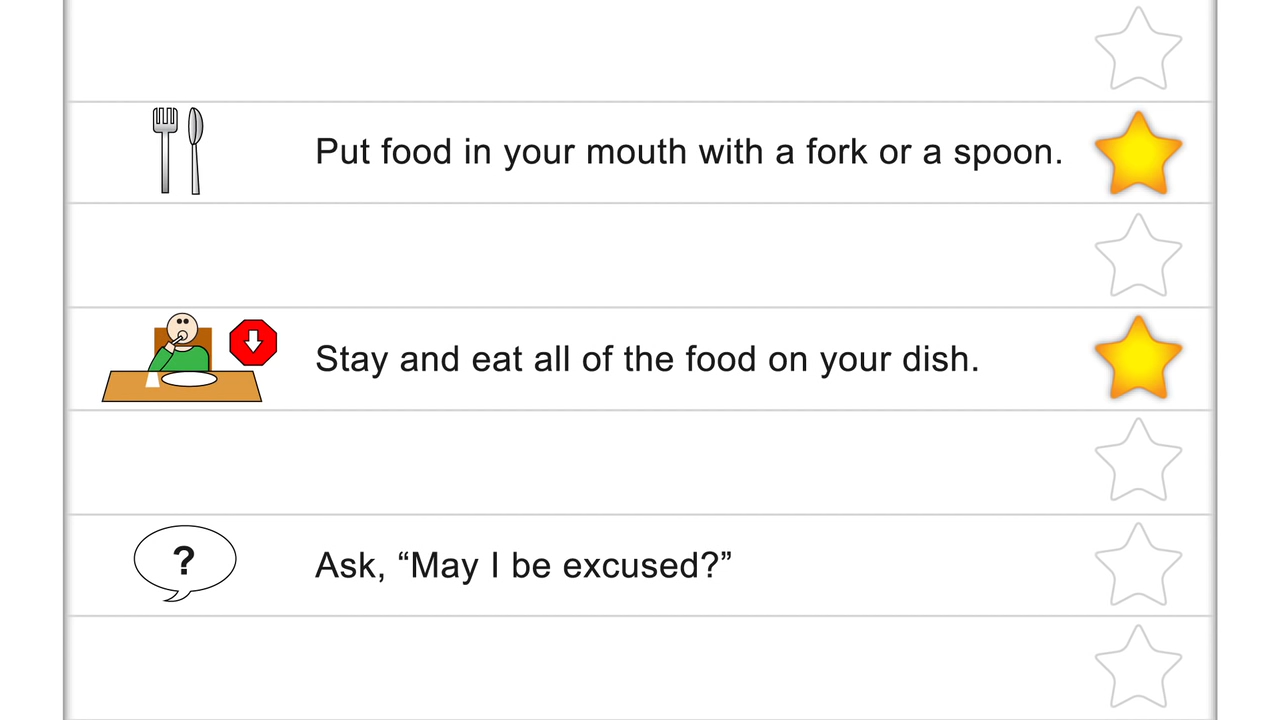 Put food in your mouth with a fork or a spoon.
Stay and eat all of the food on your dish.
?
Ask, “May I be excused?”